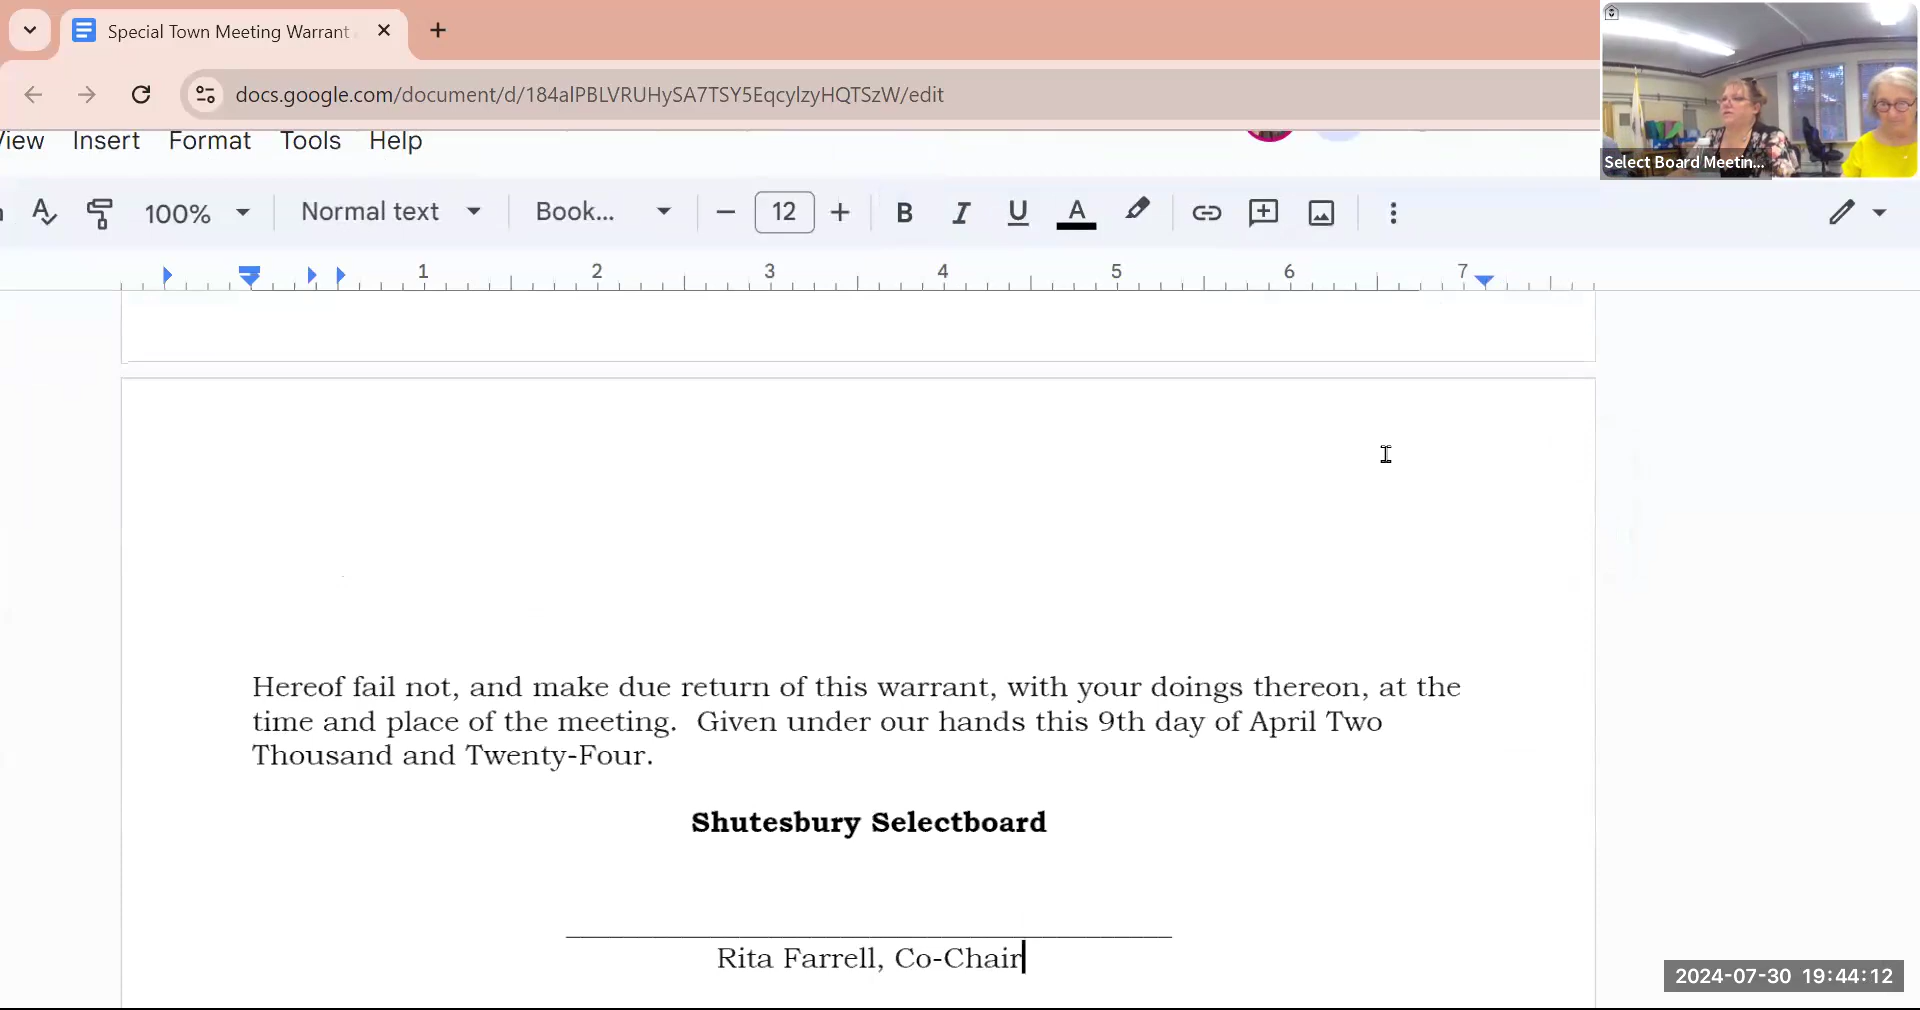 Special Town Meeting Warrant
docs.google.com/document/d/184alPBLVRUHySA7TSY5EqcylzyHQTSzW/edit
Select Board Meetin...
View Insert Format Tools Help
100% Normal text Book... 12 B I U A
1 2 3 4 5 6 7
Hereof fail not, and make due return of this warrant, with your doings thereon, at the
time and place of the meeting. Given under our hands this 9th day of April Two
Thousand and Twenty-Four.
Shutesbury Selectboard
Rita Farrell, Co-Chair
2024-07-30 19:44:12